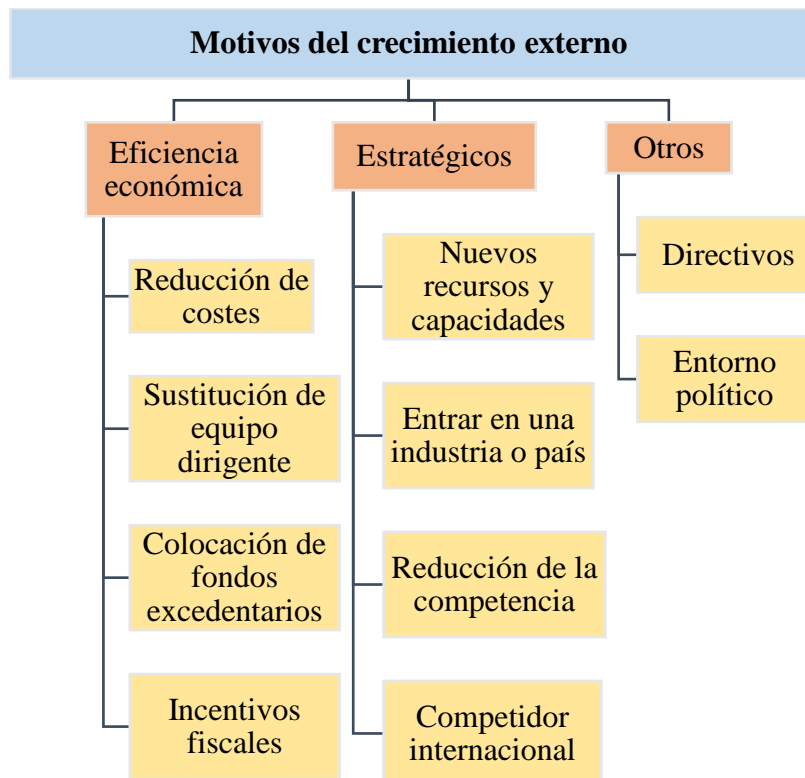 Motivos del crecimiento externo
Eficiencia
económica
Reducción de
costes
Sustitución de
equipo
dirigente
Colocación de
fondos
excedentarios
Incentivos
fiscales
Estratégicos
Nuevos
recursos y
capacidades
Entrar en una
industria o país
Reducción de la
competencia
Competidor
internacional
Otros
Directivos
Entorno
político